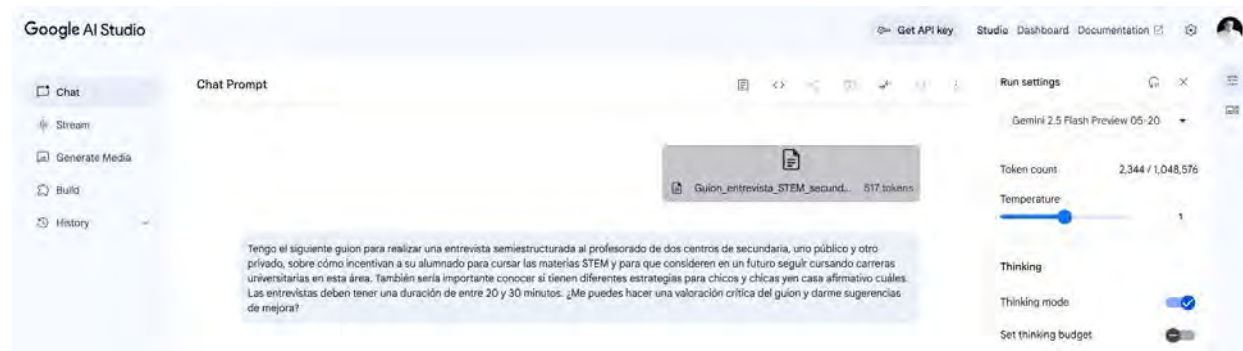 Google AI Studio
Get API key
Studio Dashboard Documentation
Chat
Stream
Generate Media
Build
History
Chat Prompt
Guion_entrevista_STEM_secund... 517 tokens
Tengo el siguiente guion para realizar una entrevista semiestructurada al profesorado de dos centros de secundaria, uno público y otro
privado, sobre cómo incentivan a su alumnado para cursar las materias STEM y para que consideren en un futuro seguir cursando carreras
universitarias en esta área. También sería importante conocer si tienen diferentes estrategias para chicos y chicas yen casa afirmativo cuáles.
Las entrevistas deben tener una duración de entre 20 y 30 minutos. ¿Me puedes hacer una valoración crítica del guion y darme sugerencias
de mejora?
Run settings
Gemini 2.5 Flash Preview 05-20
Token count 2,344 / 1,048,576
Temperature
1
Thinking
Thinking mode
Set thinking budget